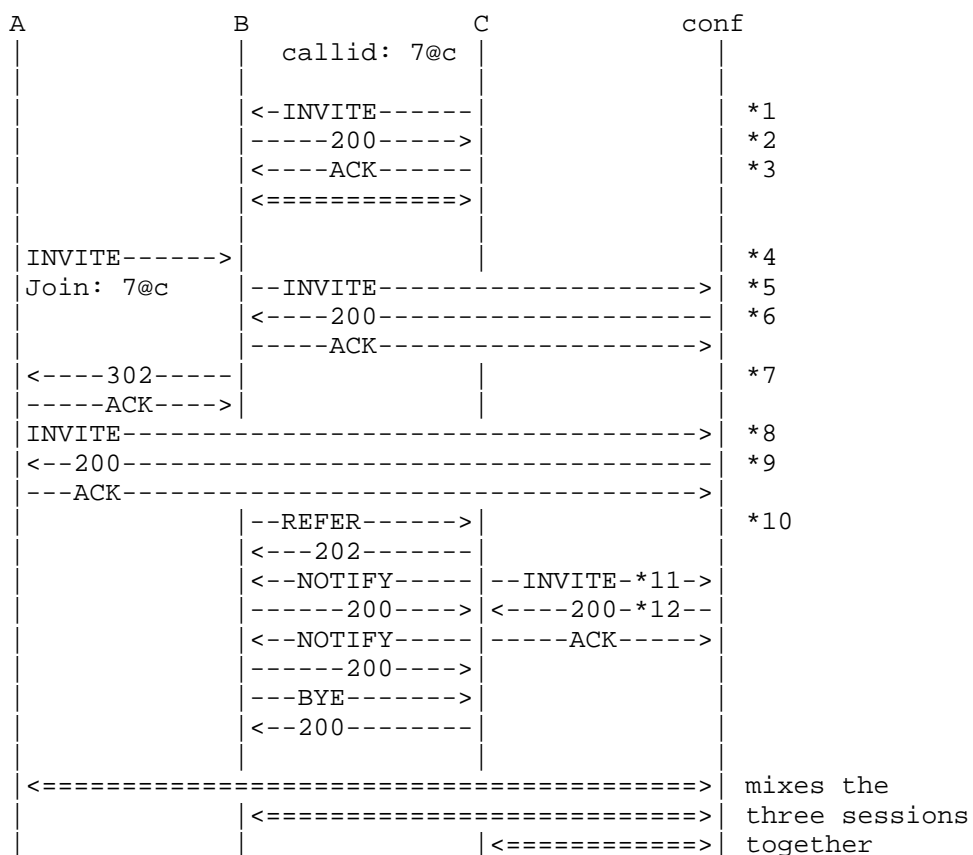 A             B              C            conf
|             |  callid: 7@c |              |
|             |              |              |
|             |<-INVITE------|              | *1
|             |-----200----->|              | *2
|             |<----ACK------|              | *3
|             |<============>|              |
|             |              |              |
|INVITE------>|              |              | *4
|Join: 7@c    |--INVITE-------------------->| *5
|             |<----200---------------------| *6
|             |-----ACK-------------------->|
|<----302-----|              |              | *7
|-----ACK---->|              |              |
|INVITE------------------------------------>| *8
|<--200-------------------------------------| *9
|---ACK------------------------------------>|
|             |--REFER------>|              | *10
|             |<---202-------|              |
|             |<--NOTIFY-----|--INVITE-*11->|
|             |------200---->|<----200-*12--|
|             |<--NOTIFY-----|-----ACK----->|
|             |------200---->|              |
|             |---BYE------->|              |
|             |<--200--------|              |
|             |              |              |
|<=========================================>| mixes the
|             |<===========================>| three sessions
|             |              |<============>| together